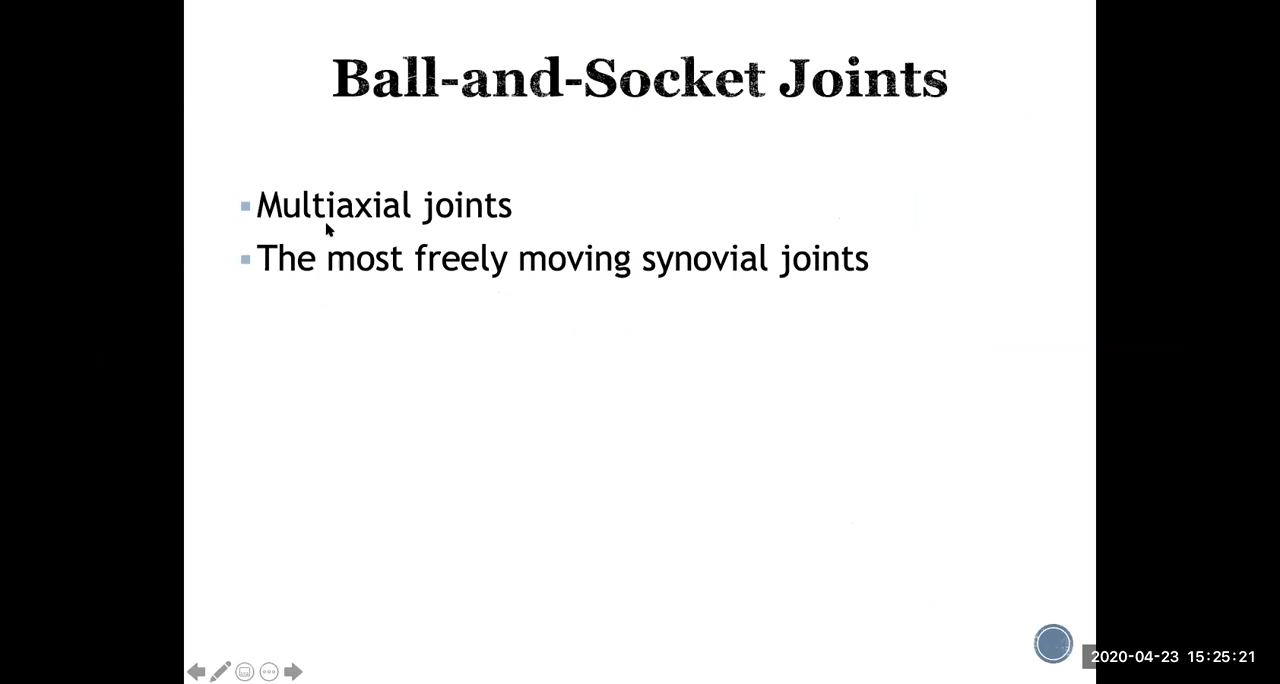 Ball-and-Socket Joints
Multiaxial joints
The most freely moving synovial joints
2020-04-23 15:25:21